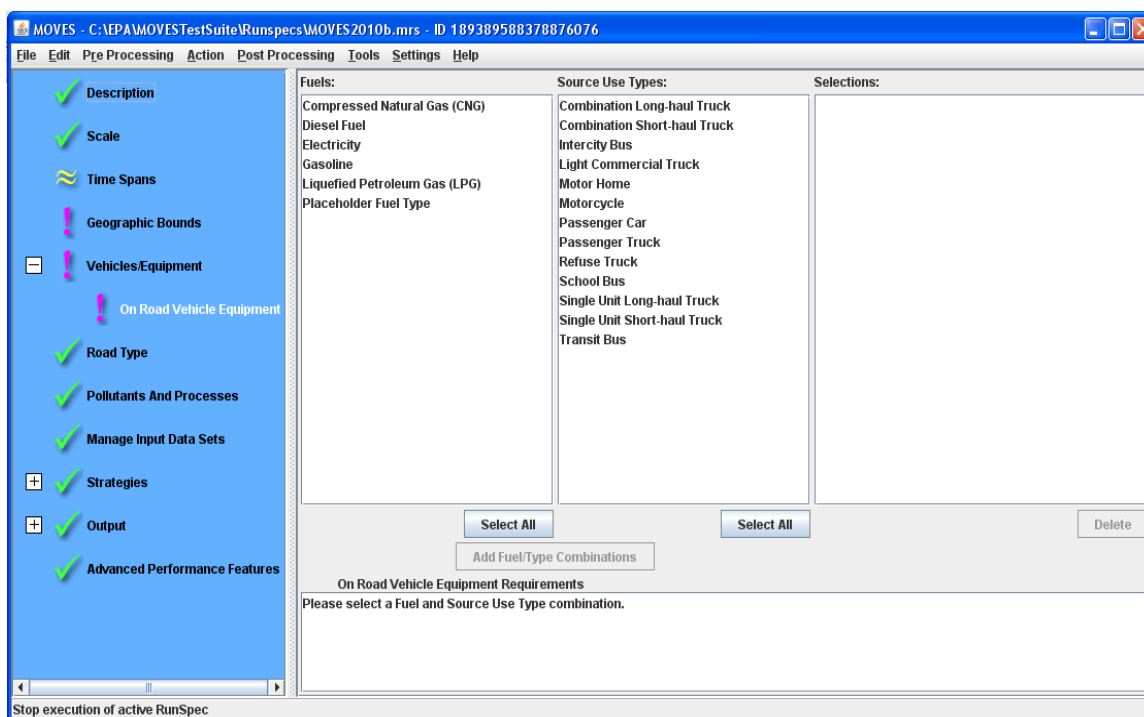 MOVES - C:\EPA\MOVESTestSuite\Runspecs\MOVES2010b.mrs - ID 189389588378876076
File Edit Pre Processing Action Post Processing Tools Settings Help
Description
Scale
Time Spans
Geographic Bounds
Vehicles/Equipment
On Road Vehicle Equipment
Road Type
Pollutants And Processes
Manage Input Data Sets
Strategies
Output
Advanced Performance Features
Fuels:
Compressed Natural Gas (CNG)
Diesel Fuel
Electricity
Gasoline
Liquefied Petroleum Gas (LPG)
Placeholder Fuel Type
Select All
Source Use Types:
Combination Long-haul Truck
Combination Short-haul Truck
Intercity Bus
Light Commercial Truck
Motor Home
Motorcycle
Passenger Car
Passenger Truck
Refuse Truck
School Bus
Single Unit Long-haul Truck
Single Unit Short-haul Truck
Transit Bus
Select All
Selections:
Delete
Add Fuel/Type Combinations
On Road Vehicle Equipment Requirements
Please select a Fuel and Source Use Type combination.
Stop execution of active RunSpec